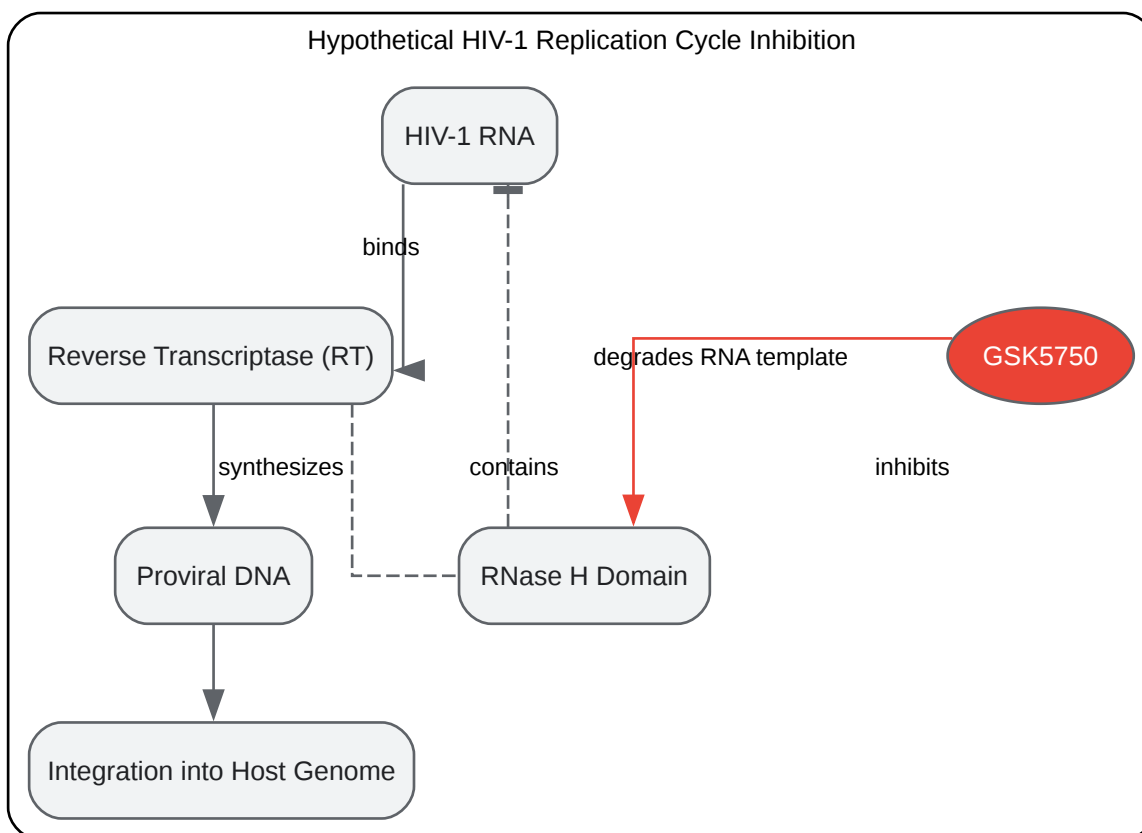 Hypothetical HIV-1 Replication Cycle Inhibition
HIV-1 RNA
binds
Reverse Transcriptase (RT)
degrades RNA template
GSK5750
synthesizes
contains
inhibits
Proviral DNA
RNase H Domain
Integration into Host Genome